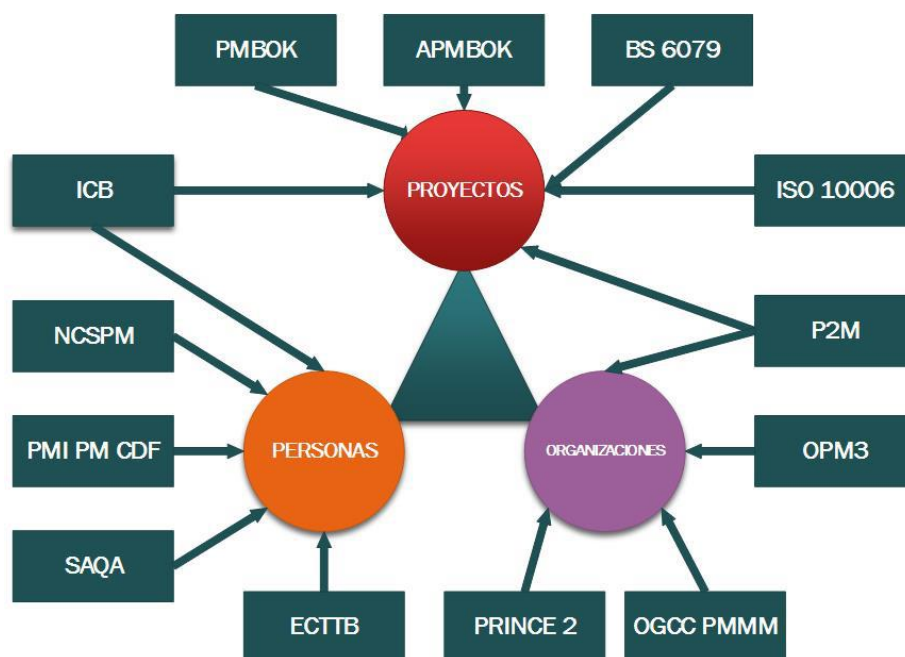 PMBOK
APMBOK
BS 6079
ICB
PROYECTOS
ISO 10006
NCSPM
P2M
PMI PM CDF
PERSONAS
ORGANIZACIONES
OPM3
SAQA
ECTTB
PRINCE 2
OGCC PMMM